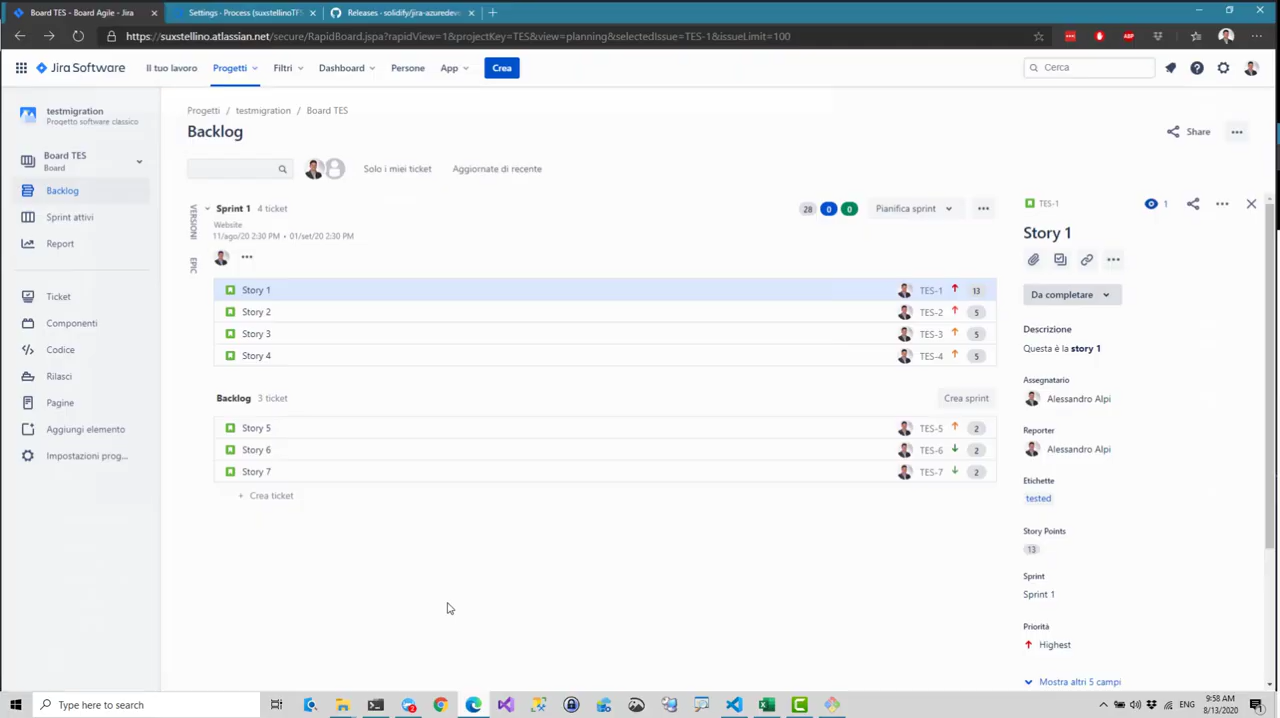 Board TES - Board Agile - Jira
Settings - Process (suxstellinoTFS
Releases - solidify/jira-azuredevo
https://suxstellino.atlassian.net/secure/RapidBoard.jspa?rapidView=1&projectKey=TES&view=planning&selectedIssue=TES-1&issueLimit=100
ABP
Jira Software
Il tuo lavoro
Progetti
Filtri
Dashboard
Persone
App
Crea
Cerca
testmigration
Progetto software classico
Board TES
Board
Backlog
Sprint attivi
Report
Ticket
Componenti
Codice
Rilasci
Pagine
Aggiungi elemento
Impostazioni prog...
Progetti / testmigration / Board TES
Backlog
Share
Solo i miei ticket
Aggiornate di recente
VERSIONI
EPIC
Sprint 1 4 ticket
28 0 0
Pianifica sprint
Website
11/ago/20 2:30 PM • 01/set/20 2:30 PM
Story 1 TES-1 13
Story 2 TES-2 5
Story 3 TES-3 5
Story 4 TES-4 5
Backlog 3 ticket
Crea sprint
Story 5 TES-5 2
Story 6 TES-6 2
Story 7 TES-7 2
+ Crea ticket
TES-1
1
Story 1
Da completare
Descrizione
Questa è la story 1
Assegnatario
Alessandro Alpi
Reporter
Alessandro Alpi
Etichette
tested
Story Points
13
Sprint
Sprint 1
Priorità
Highest
Mostra altri 5 campi
Type here to search
ENG
9:58 AM
8/13/2020